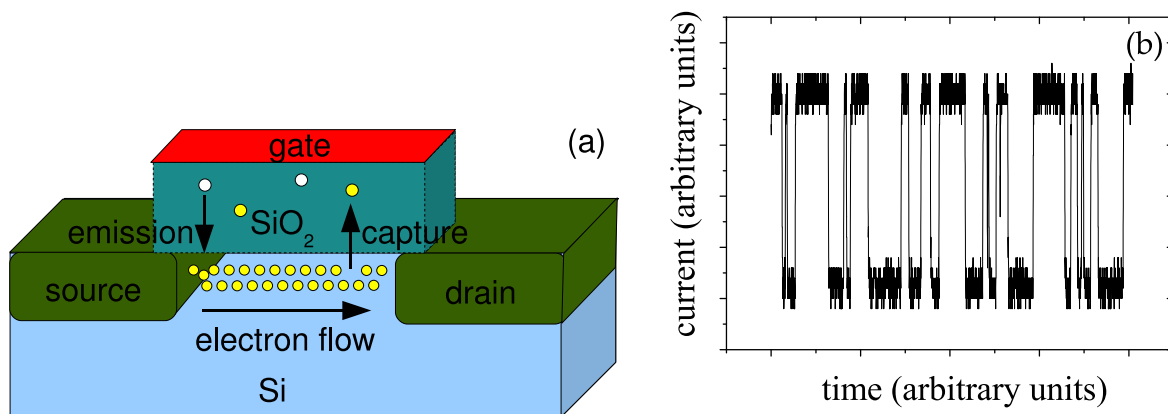 gate
(a)
SiO₂
emission
capture
source
drain
electron flow
Si
(b)
current (arbitrary units)
time (arbitrary units)